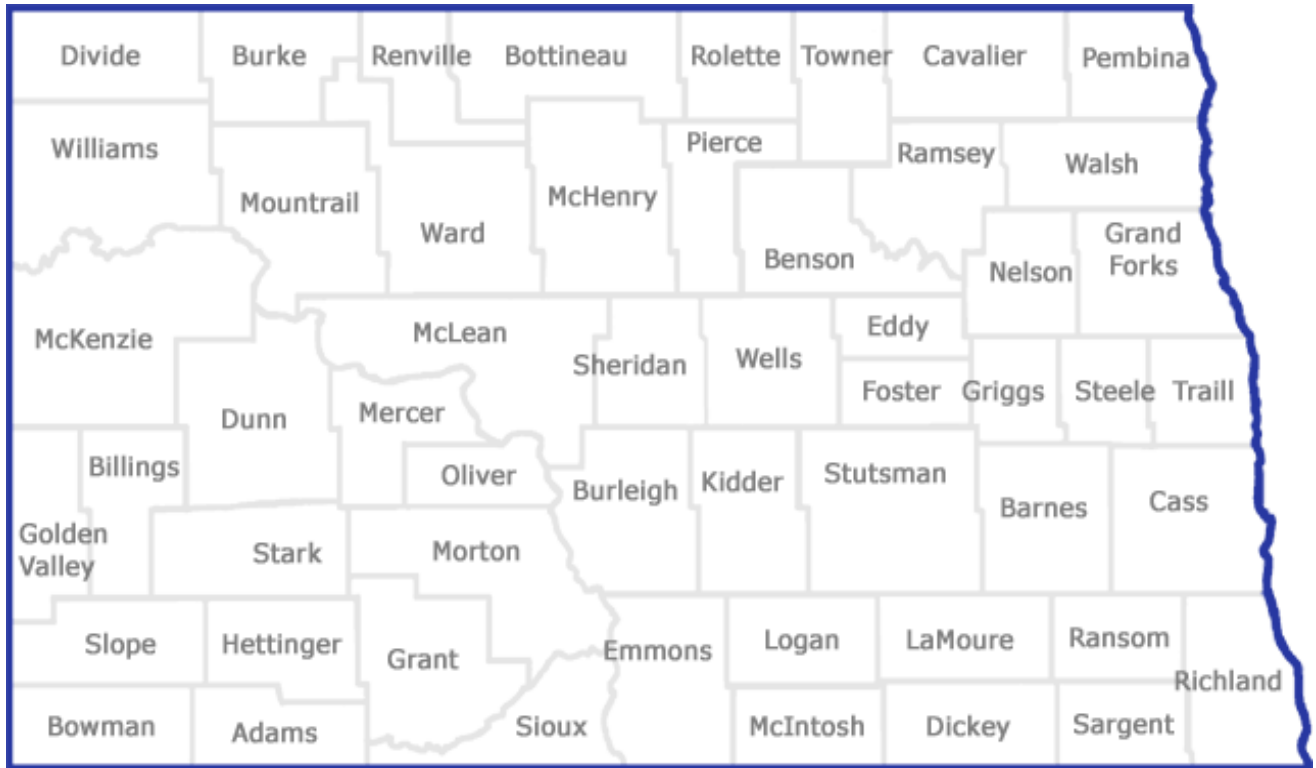 Divide
Burke
Renville
Bottineau
Rolette
Towner
Cavalier
Pembina
Williams
Mountrail
Ward
McHenry
Pierce
Benson
Ramsey
Walsh
Nelson
Grand
Forks
McKenzie
McLean
Sheridan
Wells
Eddy
Foster
Griggs
Steele
Traill
Dunn
Mercer
Oliver
Billings
Golden
Valley
Stark
Morton
Burleigh
Kidder
Stutsman
Barnes
Cass
Slope
Hettinger
Grant
Emmons
Logan
LaMoure
Ransom
Richland
Bowman
Adams
Sioux
McIntosh
Dickey
Sargent